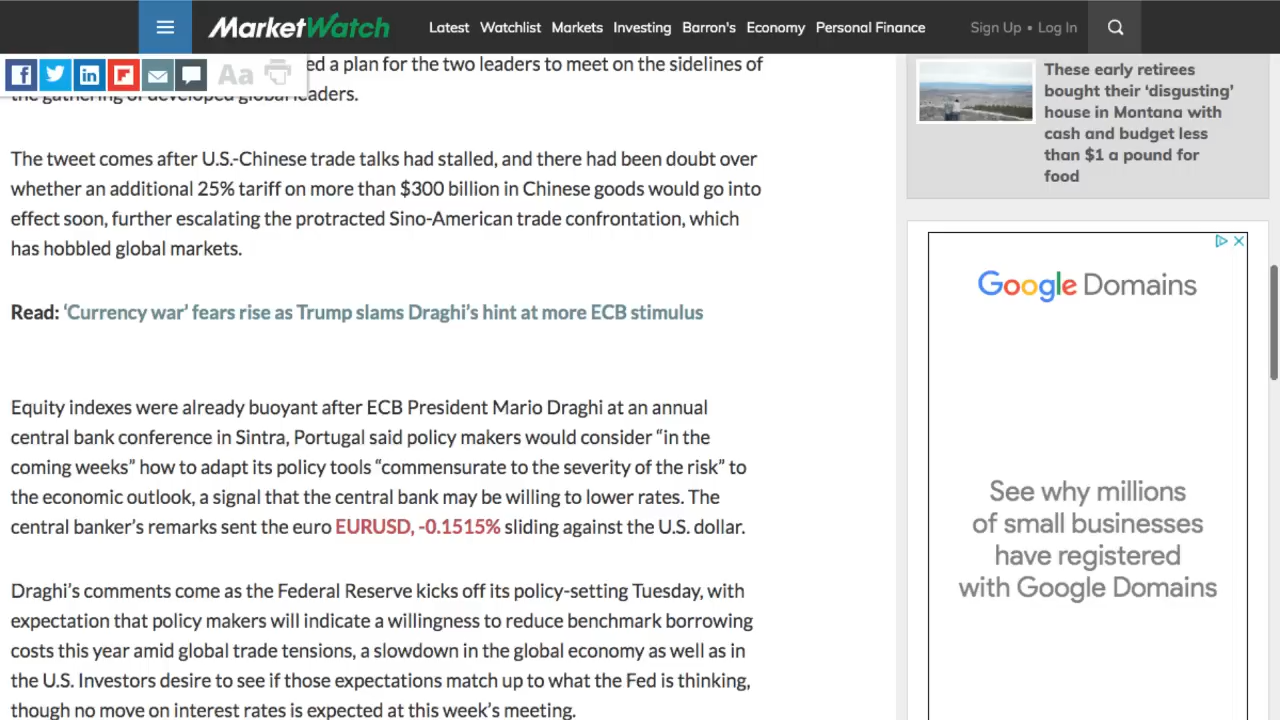 MarketWatch
Latest Watchlist Markets Investing Barron's Economy Personal Finance
Sign Up • Log In
Aa
ed a plan for the two leaders to meet on the sidelines of
the gathering of developed global leaders.
The tweet comes after U.S.-Chinese trade talks had stalled, and there had been doubt over
whether an additional 25% tariff on more than $300 billion in Chinese goods would go into
effect soon, further escalating the protracted Sino-American trade confrontation, which
has hobbled global markets.
Read: ‘Currency war’ fears rise as Trump slams Draghi’s hint at more ECB stimulus
Equity indexes were already buoyant after ECB President Mario Draghi at an annual
central bank conference in Sintra, Portugal said policy makers would consider “in the
coming weeks” how to adapt its policy tools “commensurate to the severity of the risk” to
the economic outlook, a signal that the central bank may be willing to lower rates. The
central banker’s remarks sent the euro EURUSD, -0.1515% sliding against the U.S. dollar.
Draghi’s comments come as the Federal Reserve kicks off its policy-setting Tuesday, with
expectation that policy makers will indicate a willingness to reduce benchmark borrowing
costs this year amid global trade tensions, a slowdown in the global economy as well as in
the U.S. Investors desire to see if those expectations match up to what the Fed is thinking,
though no move on interest rates is expected at this week’s meeting.
These early retirees
bought their ‘disgusting’
house in Montana with
cash and budget less
than $1 a pound for
food
Google Domains
See why millions
of small businesses
have registered
with Google Domains